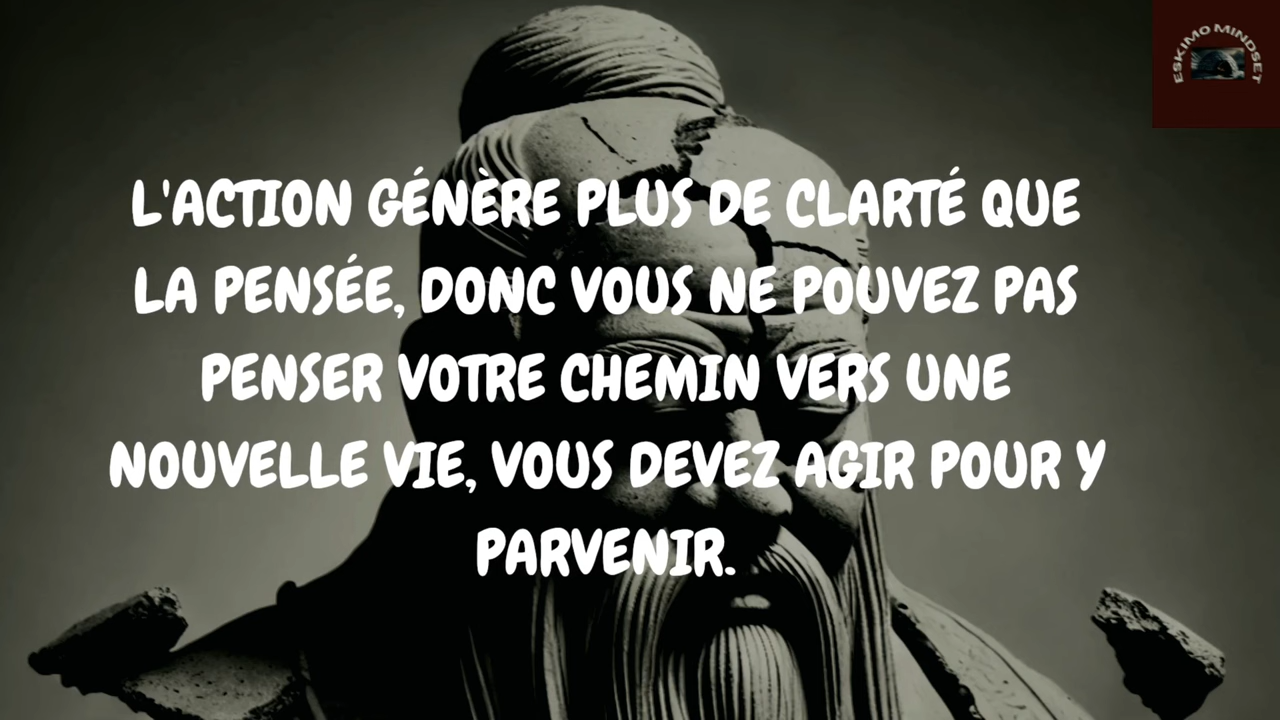 ESKIMO MINDSET
L'ACTION GÉNÈRE PLUS DE CLARTÉ QUE
LA PENSÉE, DONC VOUS NE POUVEZ PAS
PENSER VOTRE CHEMIN VERS UNE
NOUVELLE VIE, VOUS DEVEZ AGIR POUR Y
PARVENIR.